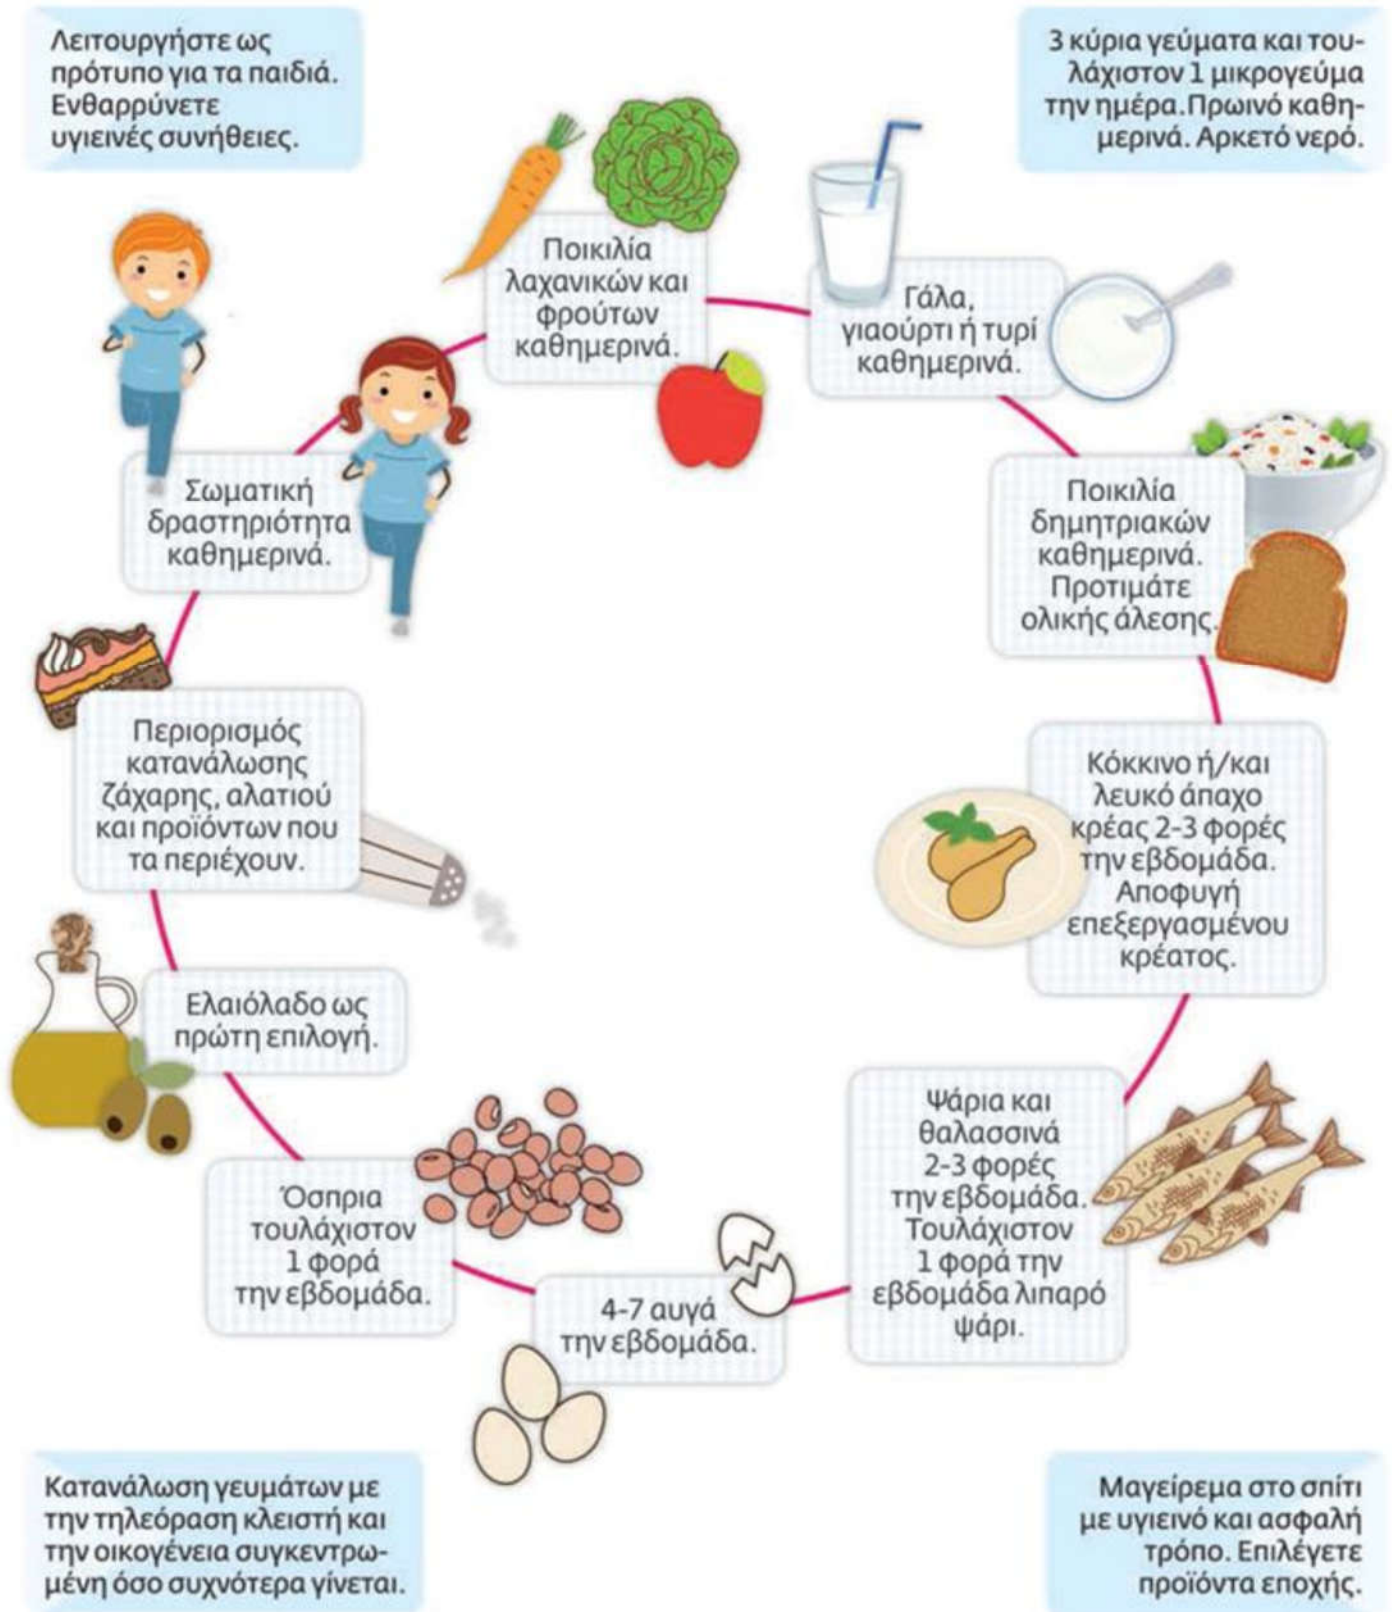 Λειτουργήστε ως
πρότυπο για τα παιδιά.
Ενθαρρύνετε
υγιεινές συνήθειες.
3 κύρια γεύματα και του-
λάχιστον 1 μικρογεύμα
την ημέρα.Πρωινό καθη-
μερινά. Αρκετό νερό.
Ποικιλία
λαχανικών και
φρούτων
καθημερινά.
Γάλα,
γιαούρτι ή τυρί
καθημερινά.
Ποικιλία
δημητριακών
καθημερινά.
Προτιμάτε
ολικής άλεσης.
Κόκκινο ή/και
λευκό άπαχο
κρέας 2-3 φορές
την εβδομάδα.
Αποφυγή
επεξεργασμένου
κρέατος.
Ψάρια και
θαλασσινά
2-3 φορές
την εβδομάδα.
Τουλάχιστον
1 φορά την
εβδομάδα λιπαρό
ψάρι.
4-7 αυγά
την εβδομάδα.
Όσπρια
τουλάχιστον
1 φορά
την εβδομάδα.
Ελαιόλαδο ως
πρώτη επιλογή.
Περιορισμός
κατανάλωσης
ζάχαρης, αλατιού
και προϊόντων που
τα περιέχουν.
Σωματική
δραστηριότητα
καθημερινά.
Κατανάλωση γευμάτων με
την τηλεόραση κλειστή και
την οικογένεια συγκεντρω-
μένη όσο συχνότερα γίνεται.
Μαγείρεμα στο σπίτι
με υγιεινό και ασφαλή
τρόπο. Επιλέγετε
προϊόντα εποχής.